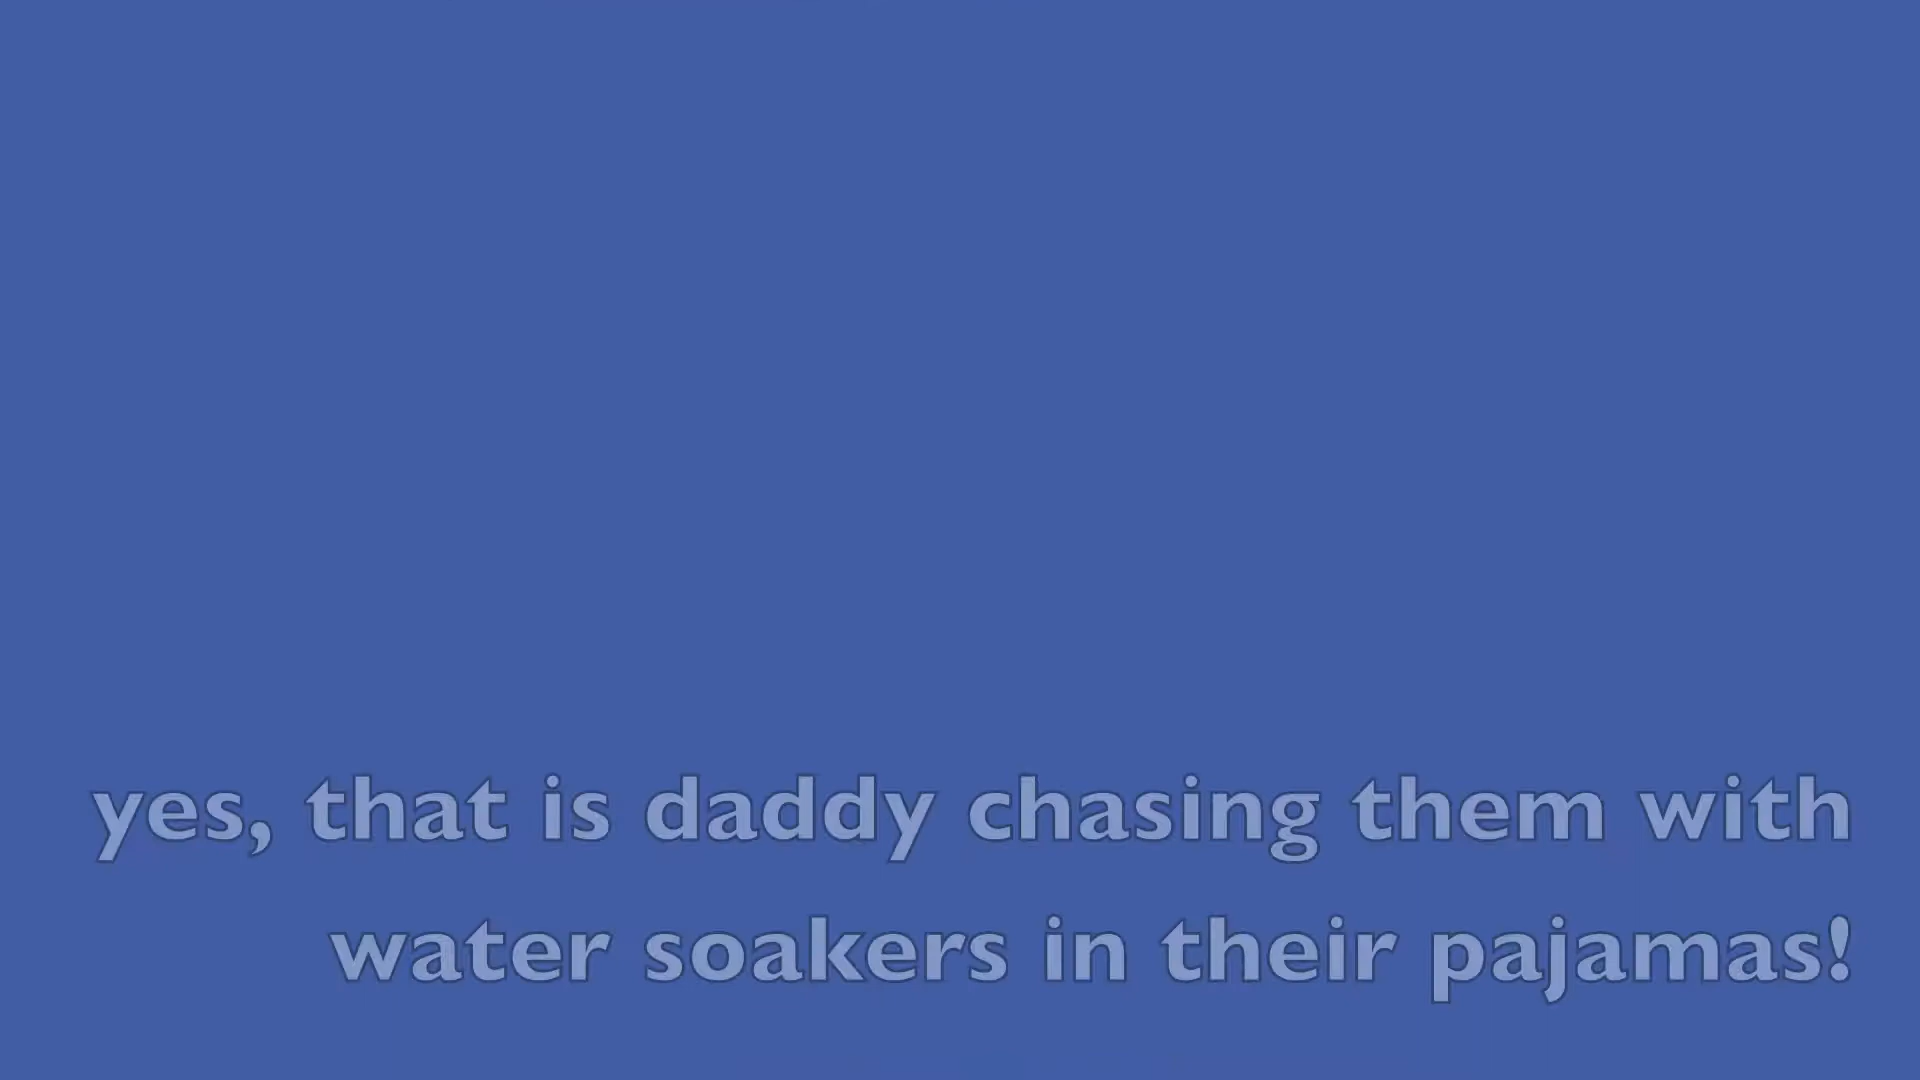 yes, that is daddy chasing them with
water soakers in their pajamas!